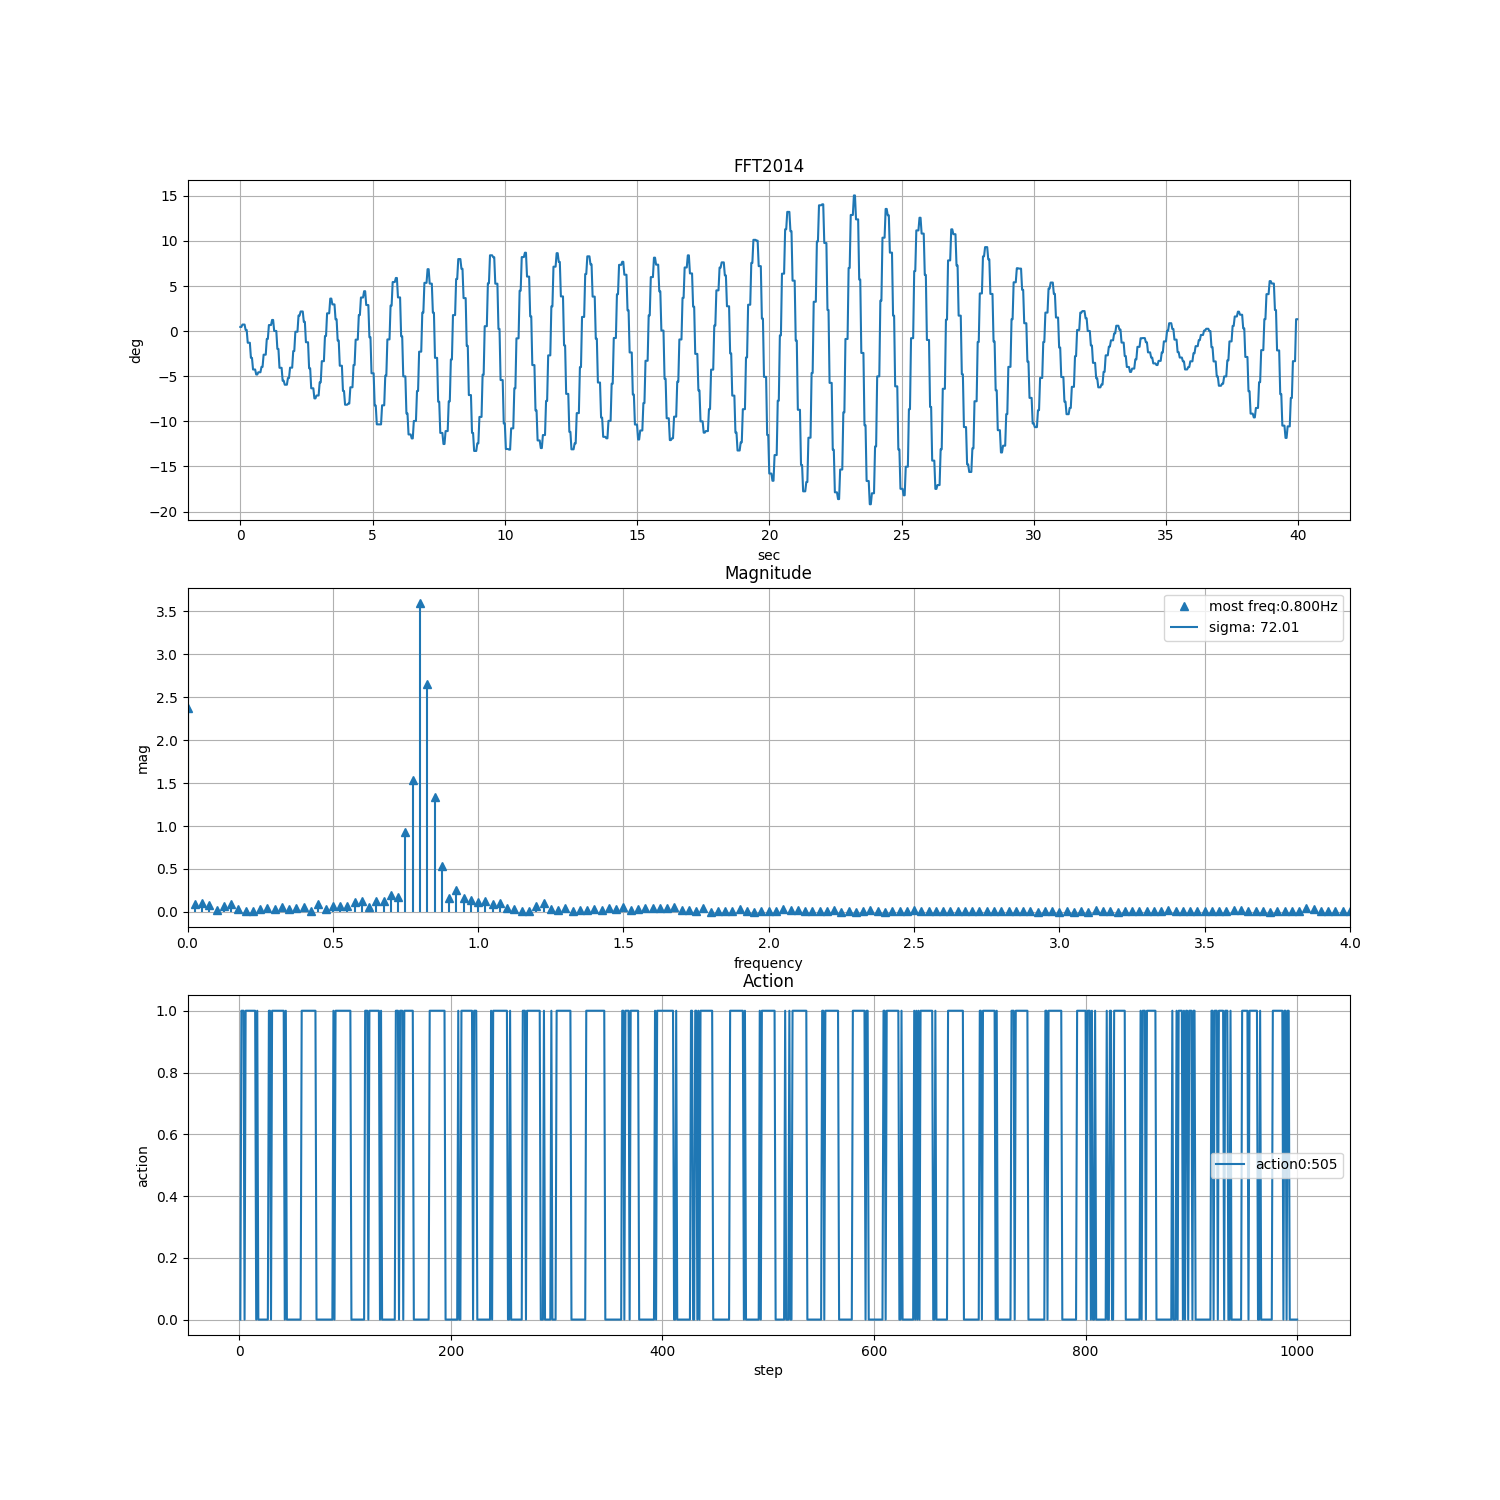 FFT2014
15
10
5
0
−5
−10
−15
−20
deg
0 5 10 15 20 25 30 35 40
sec
Magnitude
3.5
3.0
2.5
2.0
1.5
1.0
0.5
0.0
mag
most freq:0.800Hz
sigma: 72.01
0.0 0.5 1.0 1.5 2.0 2.5 3.0 3.5 4.0
frequency
Action
1.0
0.8
0.6
0.4
0.2
0.0
action
action0:505
0 200 400 600 800 1000
step